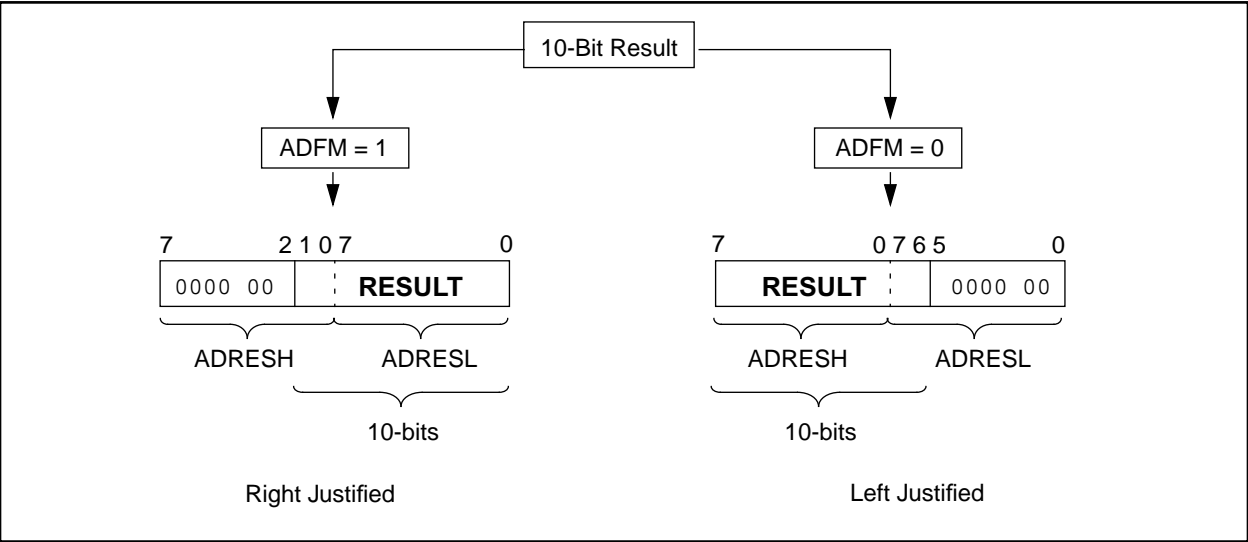 10-Bit Result
ADFM = 1 ADFM = 0
7 2 1 0 7 0 7 0 7 6 5 0
0000 00 RESULT RESULT 0000 00
ADRESH ADRESL ADRESH ADRESL
10-bits 10-bits
Right Justified Left Justified